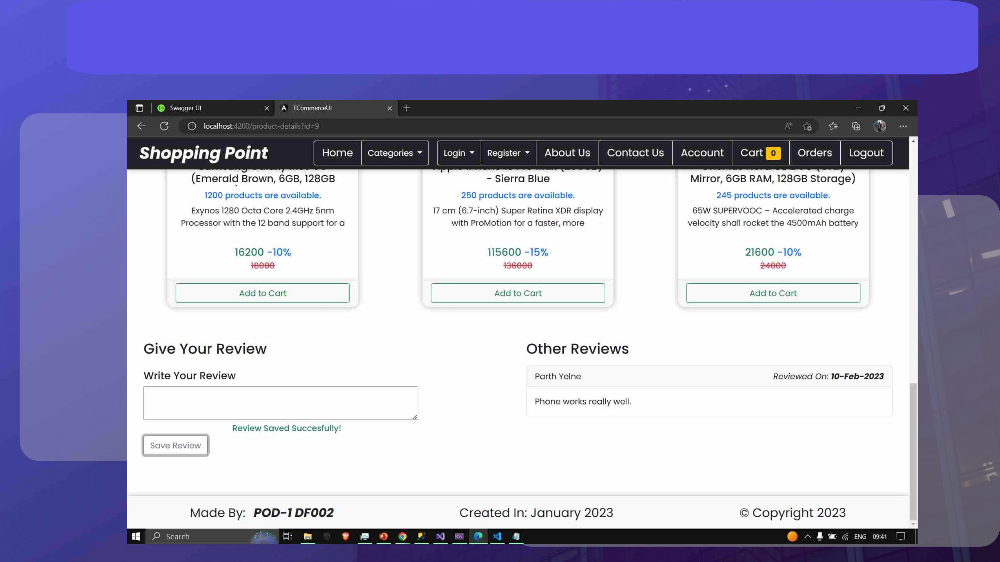 Swagger UI
ECommerceUI
localhost:4200/product-details?id=9
Shopping Point
Home
Categories
Login
Register
About Us
Contact Us
Account
Cart 0
Orders
Logout
(Emerald Brown, 6GB, 128GB
1200 products are available.
Exynos 1280 Octa Core 2.4GHz 5nm
Processor with the 12 band support for a
16200 -10%
18000
Add to Cart
- Sierra Blue
250 products are available.
17 cm (6.7-inch) Super Retina XDR display
with ProMotion for a faster, more
115600 -15%
136000
Add to Cart
Mirror, 6GB RAM, 128GB Storage)
245 products are available.
65W SUPERVOOC – Accelerated charge
velocity shall rocket the 4500mAh battery
21600 -10%
24000
Add to Cart
Give Your Review
Write Your Review
Review Saved Succesfully!
Save Review
Other Reviews
Parth Yelne
Reviewed On: 10-Feb-2023
Phone works really well.
Made By: POD-1 DF002
Created In: January 2023
© Copyright 2023
Search
ENG
09:41